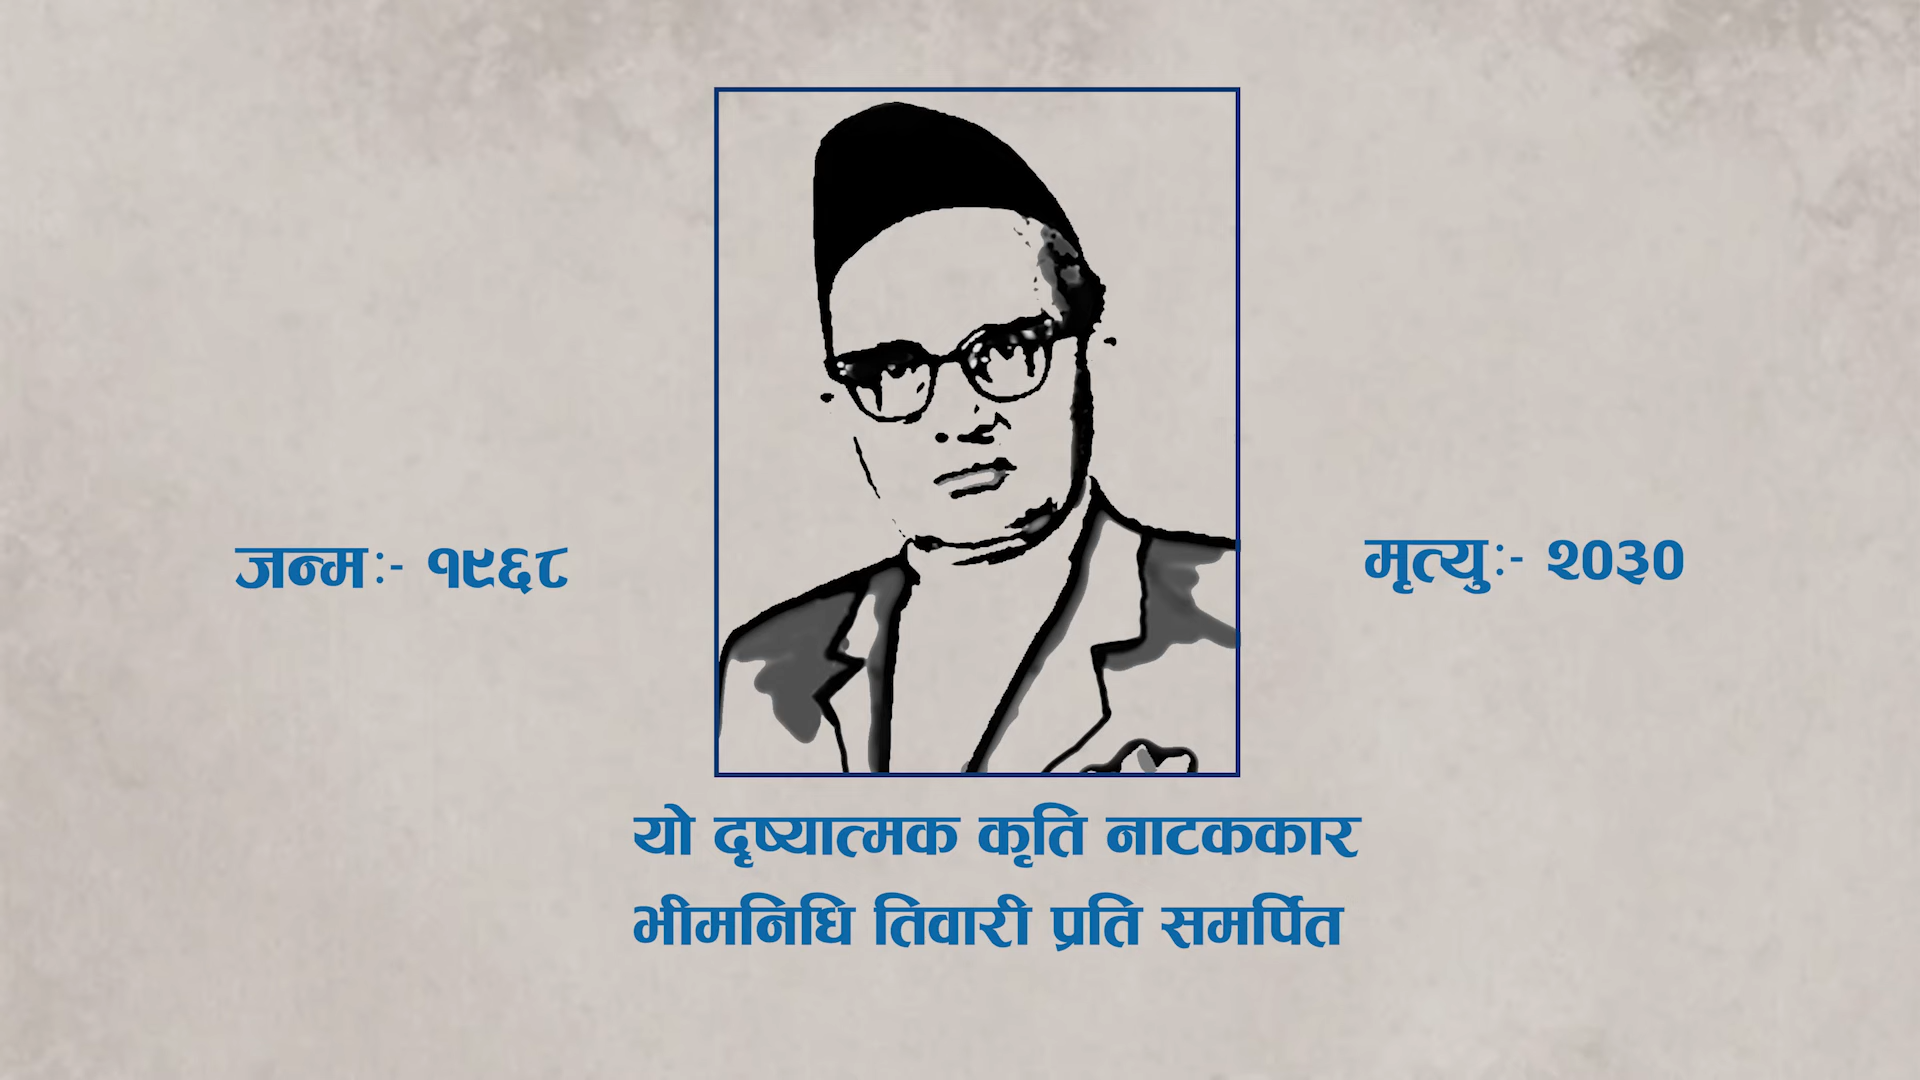 जन्मः- १९६८
मृत्युः- २०३०
यो दृष्यात्मक कृति नाटककार
भीमनिधि तिवारी प्रति समर्पित